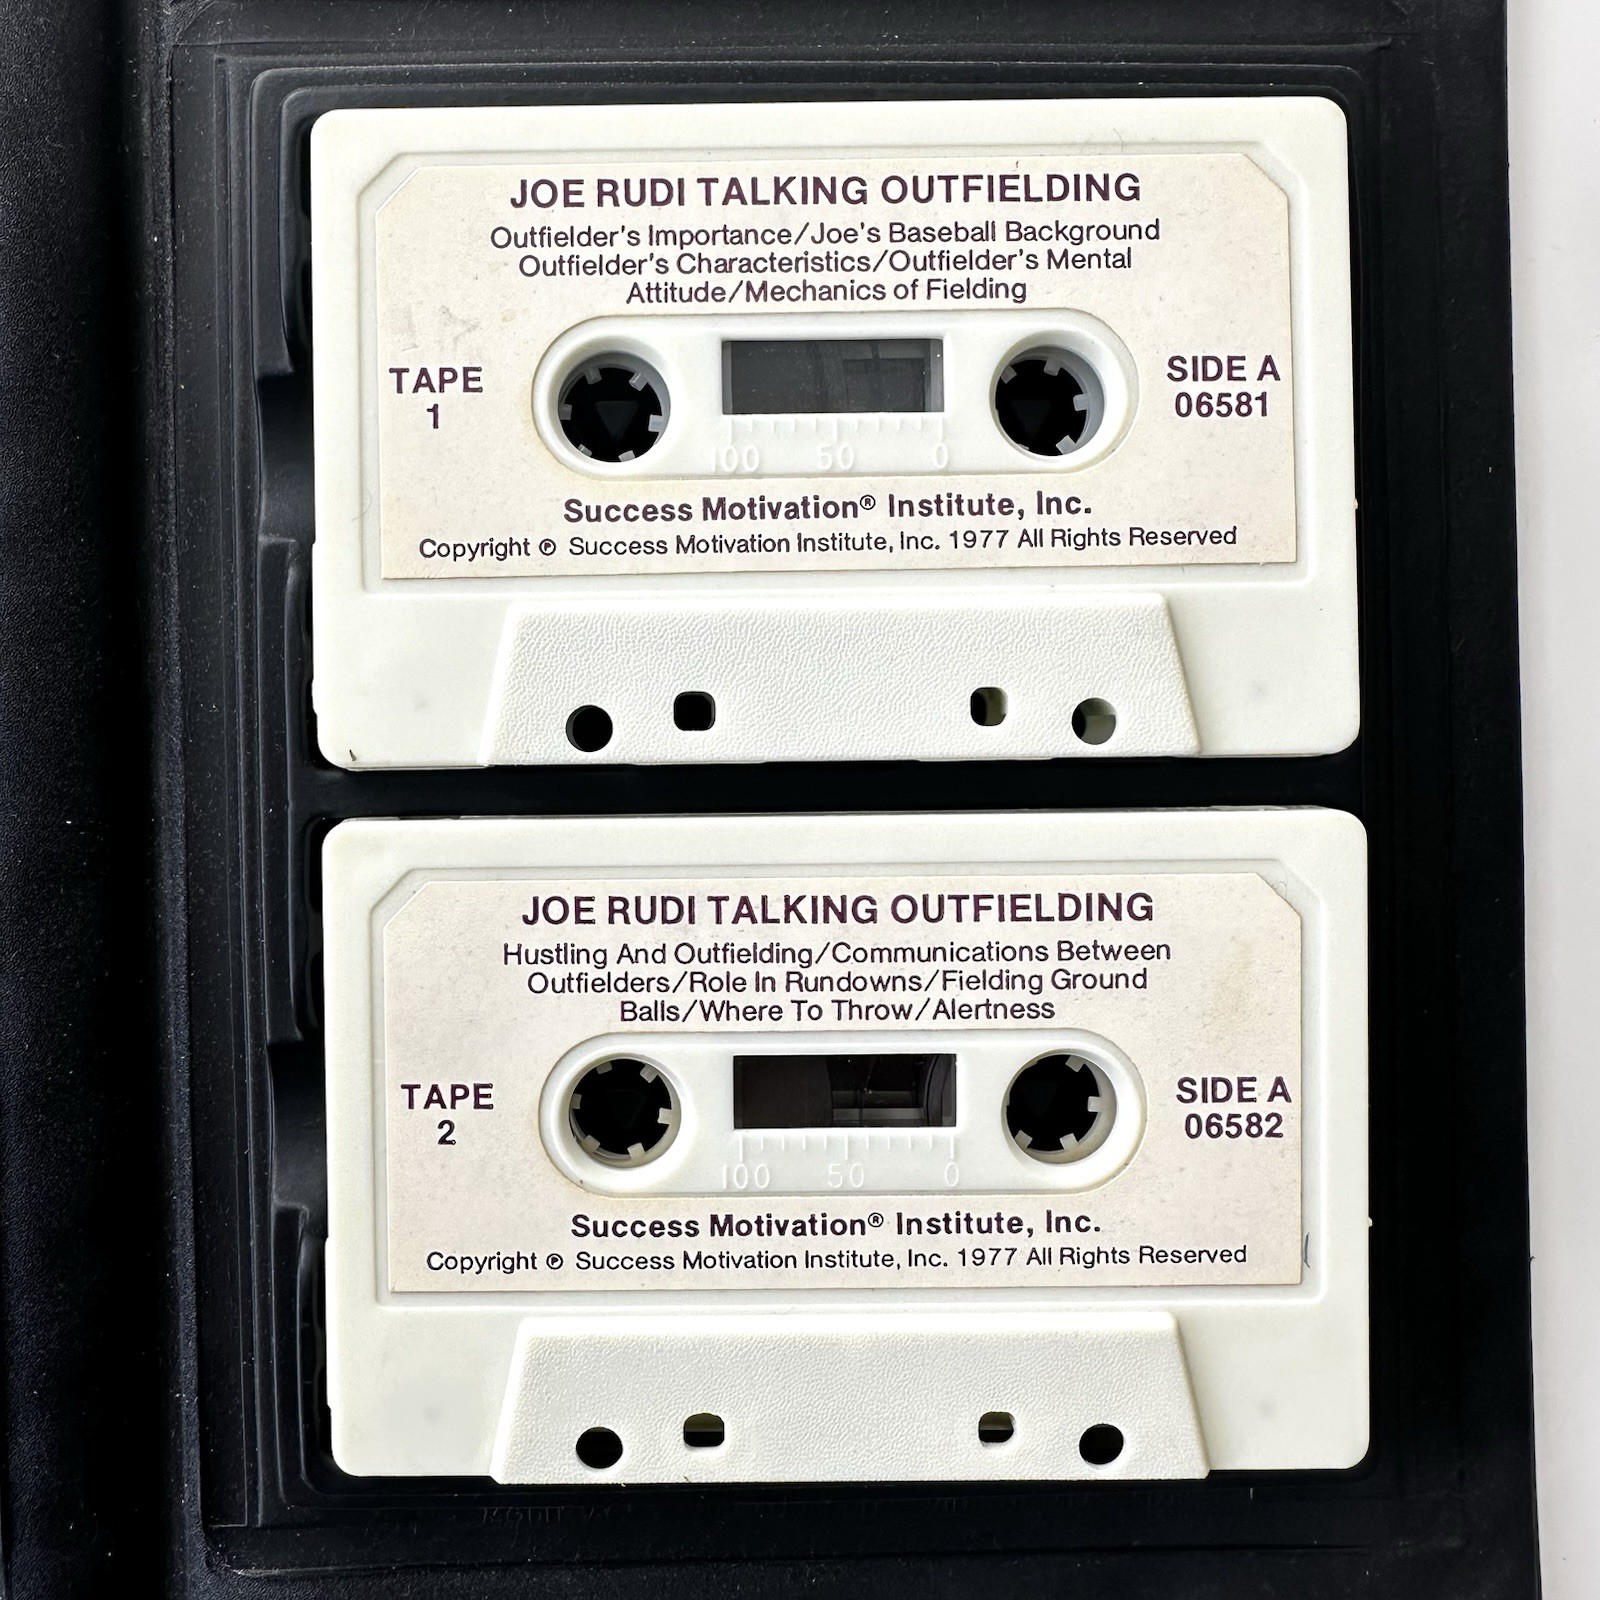 JOE RUDI TALKING OUTFIELDING
Outfielder's Importance/Joe's Baseball Background
Outfielder's Characteristics/Outfielder's Mental
Attitude/Mechanics of Fielding
TAPE
1
SIDE A
06581
100 50 0
Success Motivation® Institute, Inc.
Copyright ℗ Success Motivation Institute, Inc. 1977 All Rights Reserved
JOE RUDI TALKING OUTFIELDING
Hustling And Outfielding/Communications Between
Outfielders/Role In Rundowns/Fielding Ground
Balls/Where To Throw/Alertness
TAPE
2
SIDE A
06582
100 50 0
Success Motivation® Institute, Inc.
Copyright ℗ Success Motivation Institute, Inc. 1977 All Rights Reserved